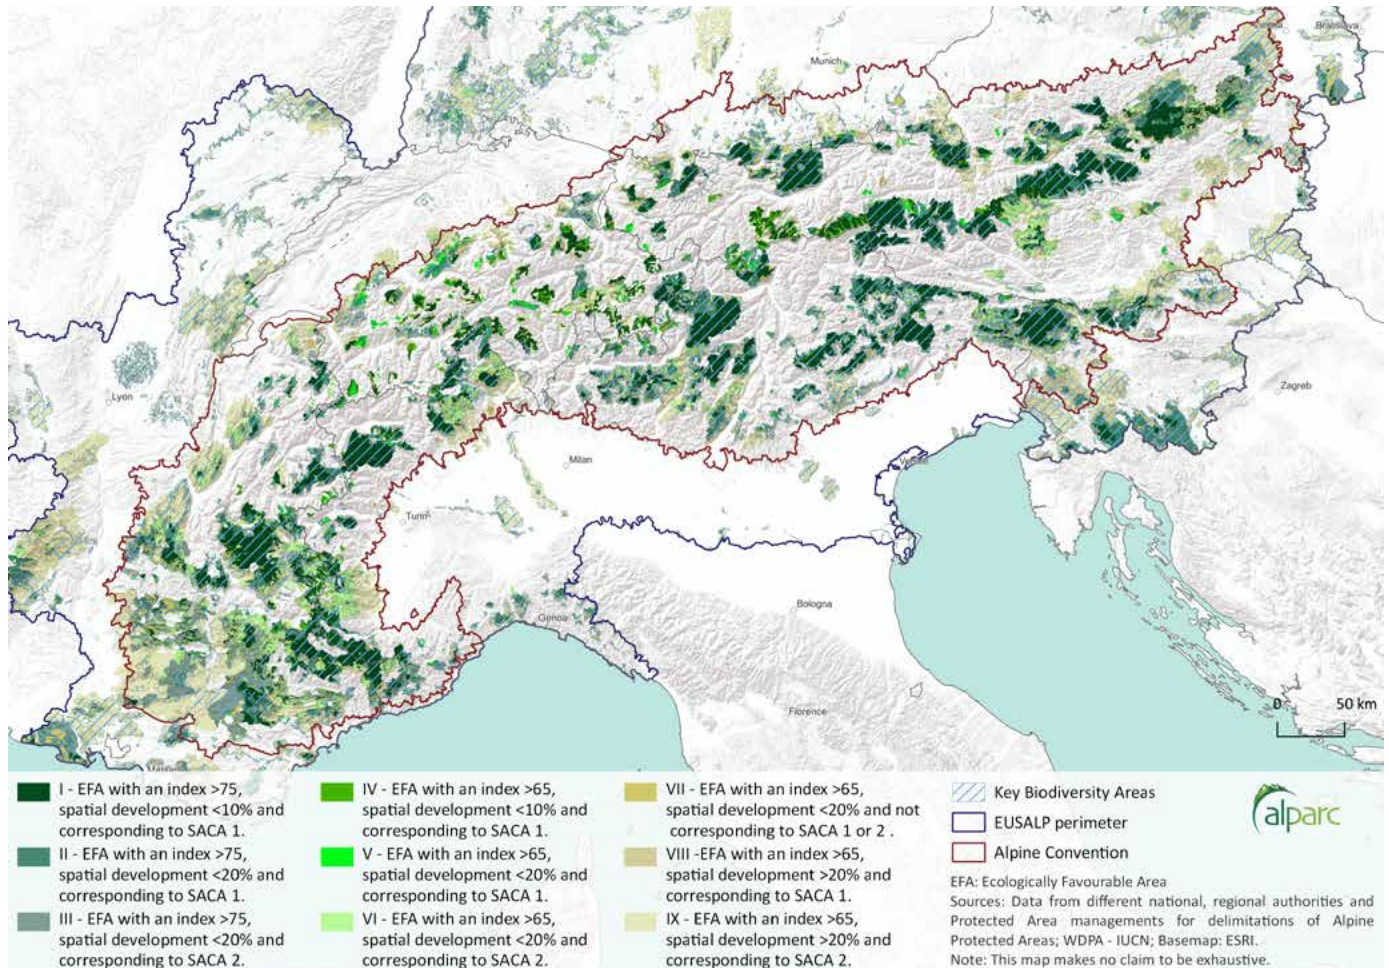 Munich
Bratislava
Lyon
Zagreb
Milan
Turin
Bologna
Genoa
Florence
0 50 km
I - EFA with an index >75,
spatial development <10% and
corresponding to SACA 1.
II - EFA with an index >75,
spatial development <20% and
corresponding to SACA 1.
III - EFA with an index >75,
spatial development <20% and
corresponding to SACA 2.
IV - EFA with an index >65,
spatial development <10% and
corresponding to SACA 1.
V - EFA with an index >65,
spatial development <20% and
corresponding to SACA 1.
VI - EFA with an index >65,
spatial development <20% and
corresponding to SACA 2.
VII - EFA with an index >65,
spatial development <20% and not
corresponding to SACA 1 or 2 .
VIII -EFA with an index >65,
spatial development >20% and
corresponding to SACA 1.
IX - EFA with an index >65,
spatial development >20% and
corresponding to SACA 2.
Key Biodiversity Areas
EUSALP perimeter
Alpine Convention
alparc
EFA: Ecologically Favourable Area
Sources: Data from different national, regional authorities and
Protected Area managements for delimitations of Alpine
Protected Areas; WDPA - IUCN; Basemap: ESRI.
Note: This map makes no claim to be exhaustive.